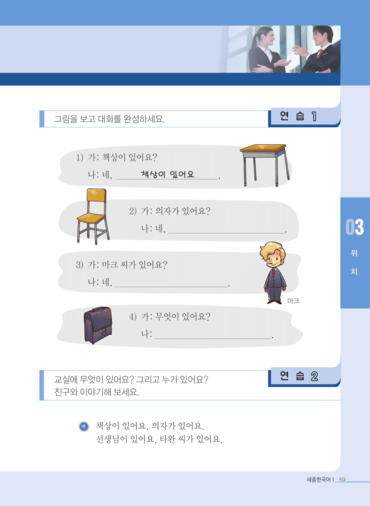 그림을 보고 대화를 완성하세요.
연 습 1
1) 가: 책상이 있어요?
나: 네, 책상이 있어요.
2) 가: 의자가 있어요?
나: 네, .
3) 가: 마크 씨가 있어요?
나: 네, .
마크
4) 가: 무엇이 있어요?
나: .
03
위
치
교실에 무엇이 있어요? 그리고 누가 있어요?
친구와 이야기해 보세요.
연 습 2
책상이 있어요. 의자가 있어요.
선생님이 있어요. 타완 씨가 있어요.
세종한국어 1